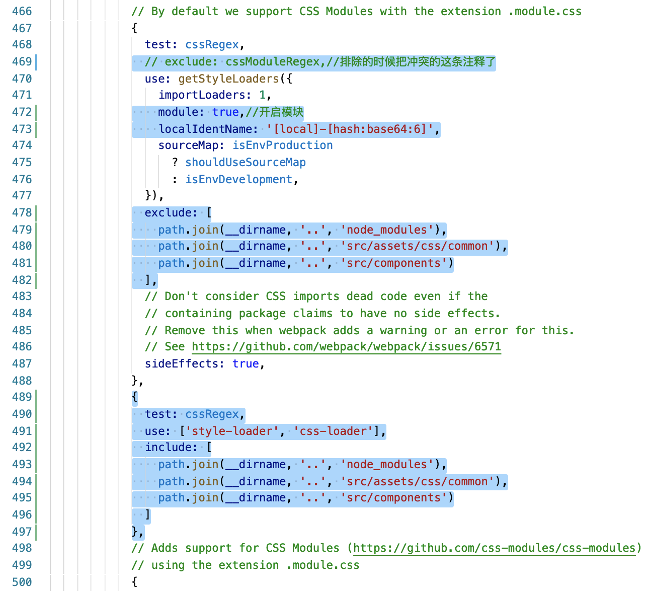 466 // By default we support CSS Modules with the extension .module.css
467 {
468 test: cssRegex,
469 // exclude: cssModuleRegex,//排除的时候把冲突的这条注释了
470 use: getStyleLoaders({
471 importLoaders: 1,
472 module: true,//开启模块
473 localIdentName: '[local]-[hash:base64:6]',
474 sourceMap: isEnvProduction
475 ? shouldUseSourceMap
476 : isEnvDevelopment,
477 }),
478 exclude: [
479 path.join(__dirname, '..', 'node_modules'),
480 path.join(__dirname, '..', 'src/assets/css/common'),
481 path.join(__dirname, '..', 'src/components')
482 ],
483 // Don't consider CSS imports dead code even if the
484 // containing package claims to have no side effects.
485 // Remove this when webpack adds a warning or an error for this.
486 // See https://github.com/webpack/webpack/issues/6571
487 sideEffects: true,
488 },
489 {
490 test: cssRegex,
491 use: ['style-loader', 'css-loader'],
492 include: [
493 path.join(__dirname, '..', 'node_modules'),
494 path.join(__dirname, '..', 'src/assets/css/common'),
495 path.join(__dirname, '..', 'src/components')
496 ]
497 },
498 // Adds support for CSS Modules (https://github.com/css-modules/css-modules)
499 // using the extension .module.css
500 {